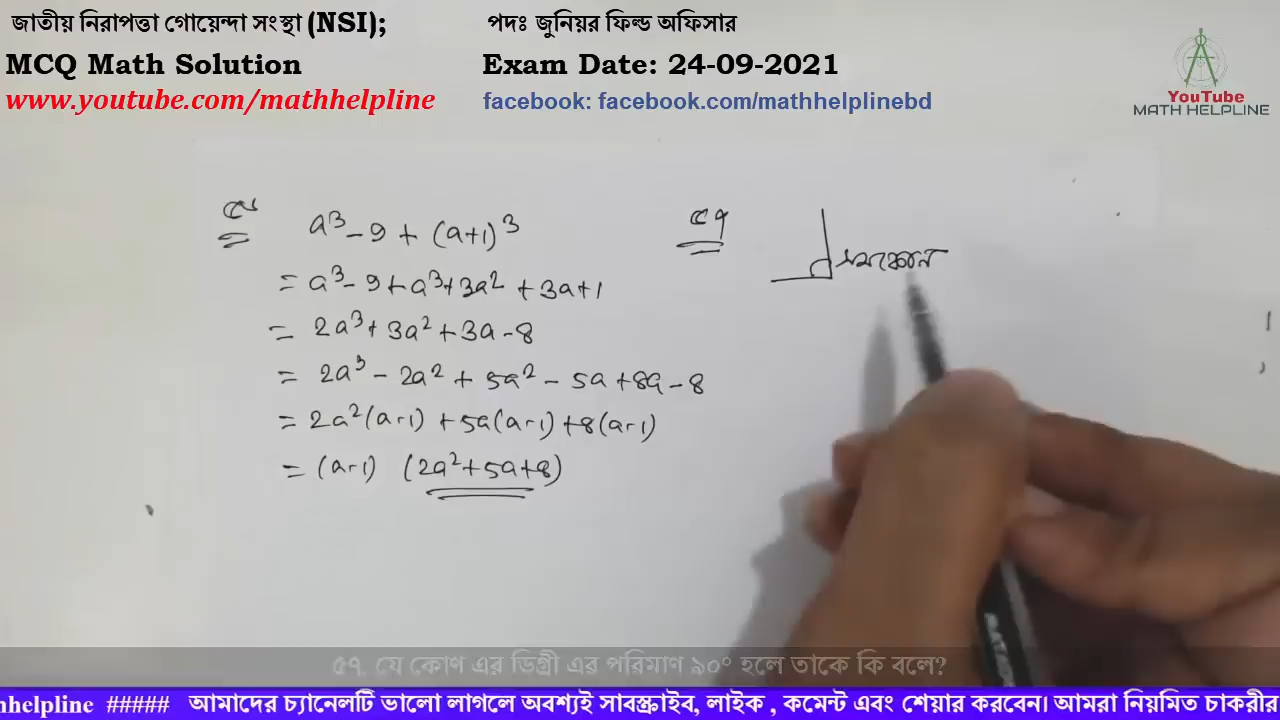 জাতীয় নিরাপত্তা গোয়েন্দা সংস্থা (NSI); পদঃ জুনিয়র ফিল্ড অফিসার
MCQ Math Solution Exam Date: 24-09-2021
www.youtube.com/mathhelpline facebook: facebook.com/mathhelplinebd
YouTube
MATH HELPLINE
a³ - 9 + (a+1)³
= a³ - 9 + a³ + 3a² + 3a + 1
= 2a³ + 3a² + 3a - 8
= 2a³ - 2a² + 5a² - 5a + 8a - 8
= 2a²(a-1) + 5a(a-1) + 8(a-1)
= (a-1) (2a² + 5a + 8)
৫৭
সমকোন
৫৭. যে কোণ এর ডিগ্রী এর পরিমাণ ৯০° হলে তাকে কি বলে?
nhelpline ##### আমাদের চ্যানেলটি ভালো লাগলে অবশ্যই সাবস্ক্রাইব, লাইক , কমেন্ট এবং শেয়ার করবেন। আমরা নিয়মিত চাকরীর